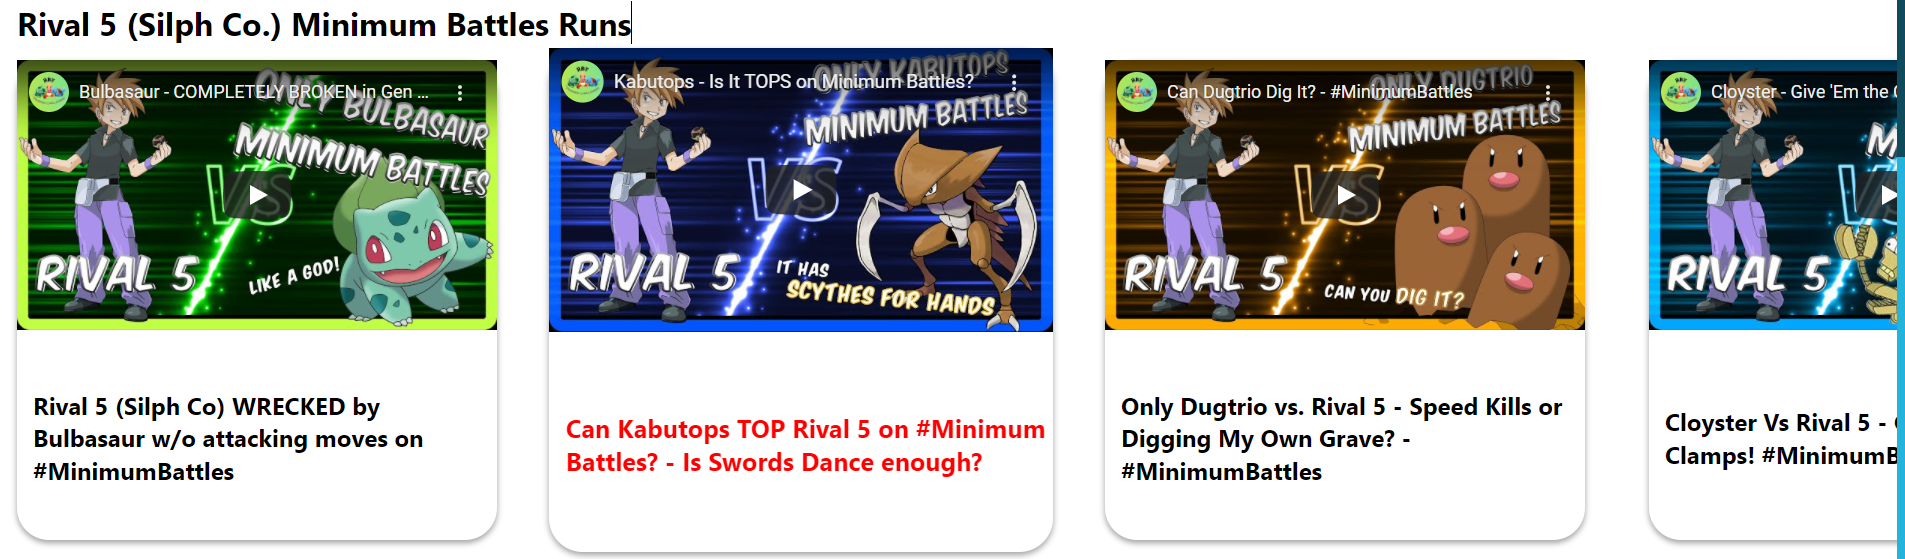 Rival 5 (Silph Co.) Minimum Battles Runs
Bulbasaur - COMPLETELY BROKEN in Gen ...
ONLY BULBASAUR
MINIMUM BATTLES
VS
RIVAL 5
LIKE A GOD!
Rival 5 (Silph Co) WRECKED by
Bulbasaur w/o attacking moves on
#MinimumBattles
Kabutops - Is It TOPS on Minimum Battles?
ONLY KABUTOPS
MINIMUM BATTLES
VS
RIVAL 5
IT HAS
SCYTHES FOR HANDS
Can Kabutops TOP Rival 5 on #Minimum
Battles? - Is Swords Dance enough?
Can Dugtrio Dig It? - #MinimumBattles
ONLY DUGTRIO
MINIMUM BATTLES
VS
RIVAL 5
CAN YOU DIG IT?
Only Dugtrio vs. Rival 5 - Speed Kills or
Digging My Own Grave? -
#MinimumBattles
Cloyster - Give 'Em the
VS
RIVAL 5
Cloyster Vs Rival 5 -
Clamps! #MinimumB